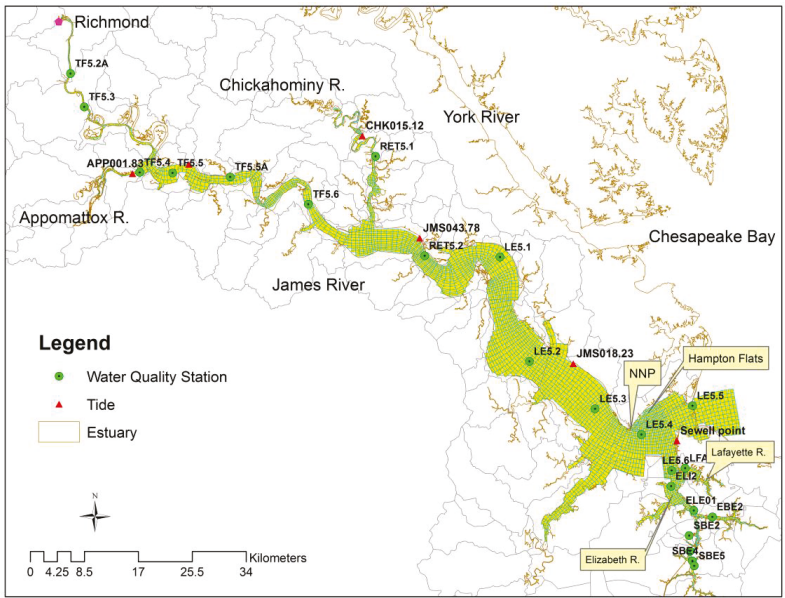 Richmond
TF5.2A
Chickahominy R.
TF5.3
York River
CHK015.12
RET5.1
APP001.83
TF5.4
TF5.5
TF5.5A
TF5.6
Appomattox R.
JMS043.78
Chesapeake Bay
RET5.2
LE5.1
James River
Legend
Water Quality Station
Tide
Estuary
LE5.2
JMS018.23
NNP
Hampton Flats
LE5.3
LE5.5
LE5.4
Sewell point
Lafayette R.
LE5.6
LFA
ELI2
ELE01
EBE2
SBE2
SBE4
SBE5
Elizabeth R.
N
Kilometers
0 4.25 8.5 17 25.5 34